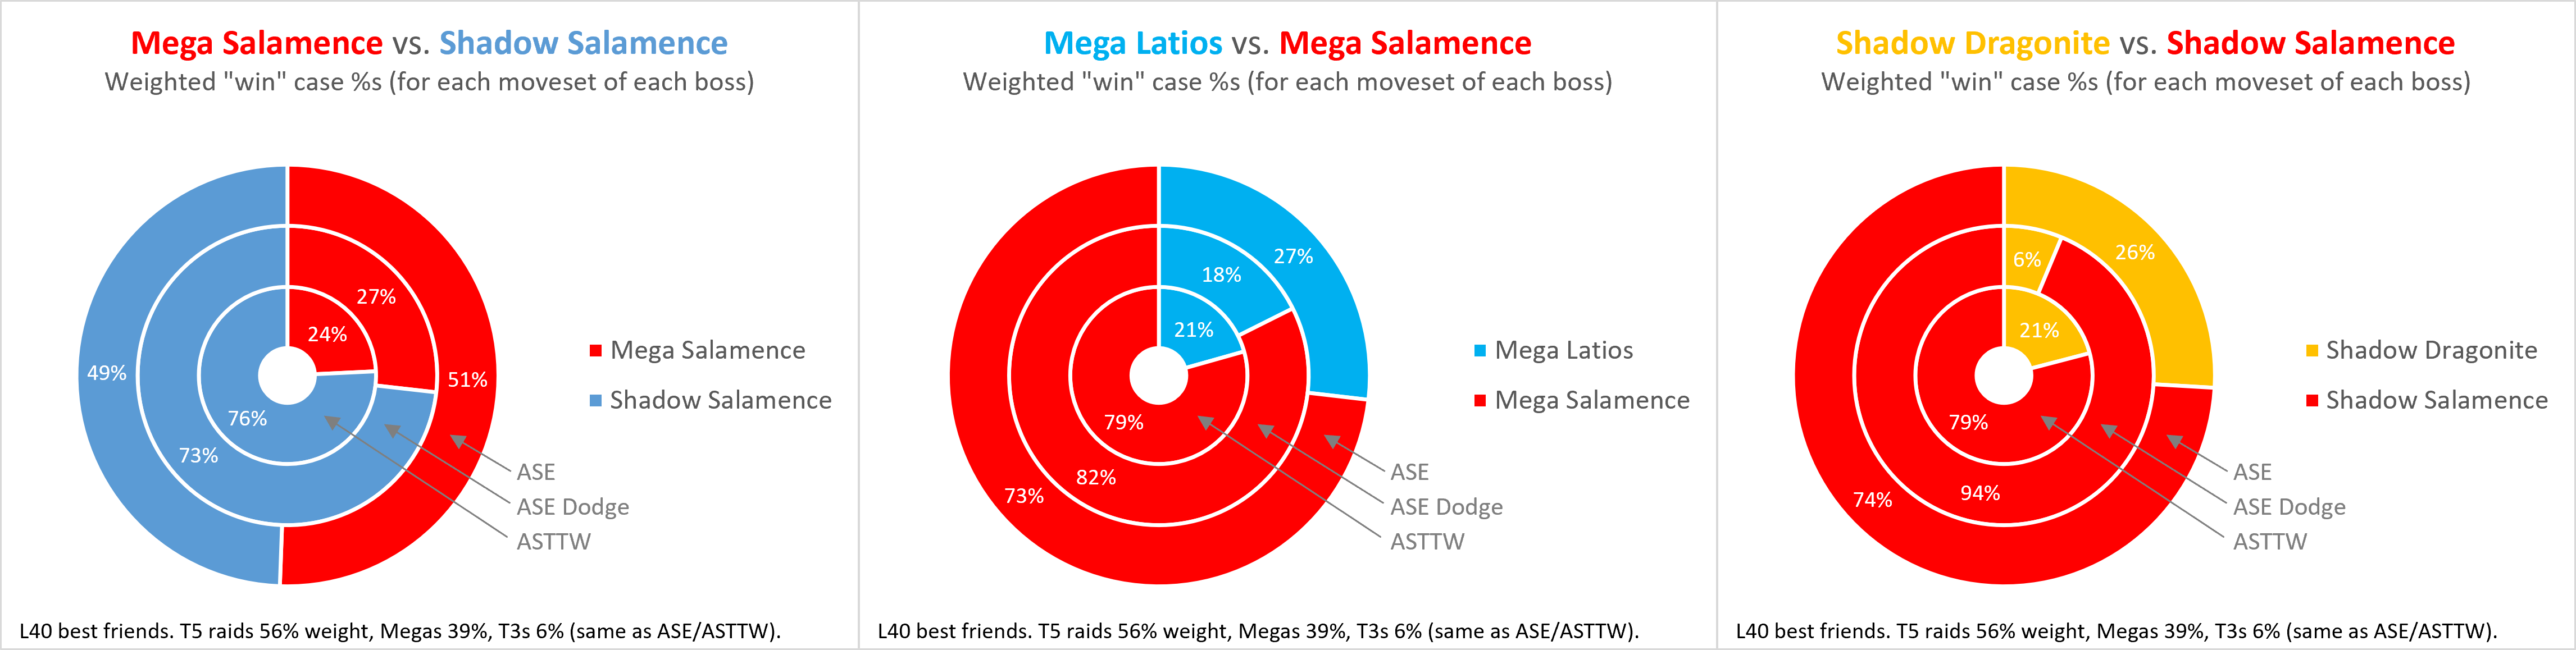 Mega Salamence vs. Shadow Salamence
Weighted "win" case %s (for each moveset of each boss)
27%
24%
49%
51%
76%
73%
Mega Salamence
Shadow Salamence
ASE
ASE Dodge
ASTTW
L40 best friends. T5 raids 56% weight, Megas 39%, T3s 6% (same as ASE/ASTTW).
Mega Latios vs. Mega Salamence
Weighted "win" case %s (for each moveset of each boss)
27%
18%
21%
79%
82%
73%
Mega Latios
Mega Salamence
ASE
ASE Dodge
ASTTW
L40 best friends. T5 raids 56% weight, Megas 39%, T3s 6% (same as ASE/ASTTW).
Shadow Dragonite vs. Shadow Salamence
Weighted "win" case %s (for each moveset of each boss)
26%
6%
21%
79%
94%
74%
Shadow Dragonite
Shadow Salamence
ASE
ASE Dodge
ASTTW
L40 best friends. T5 raids 56% weight, Megas 39%, T3s 6% (same as ASE/ASTTW).